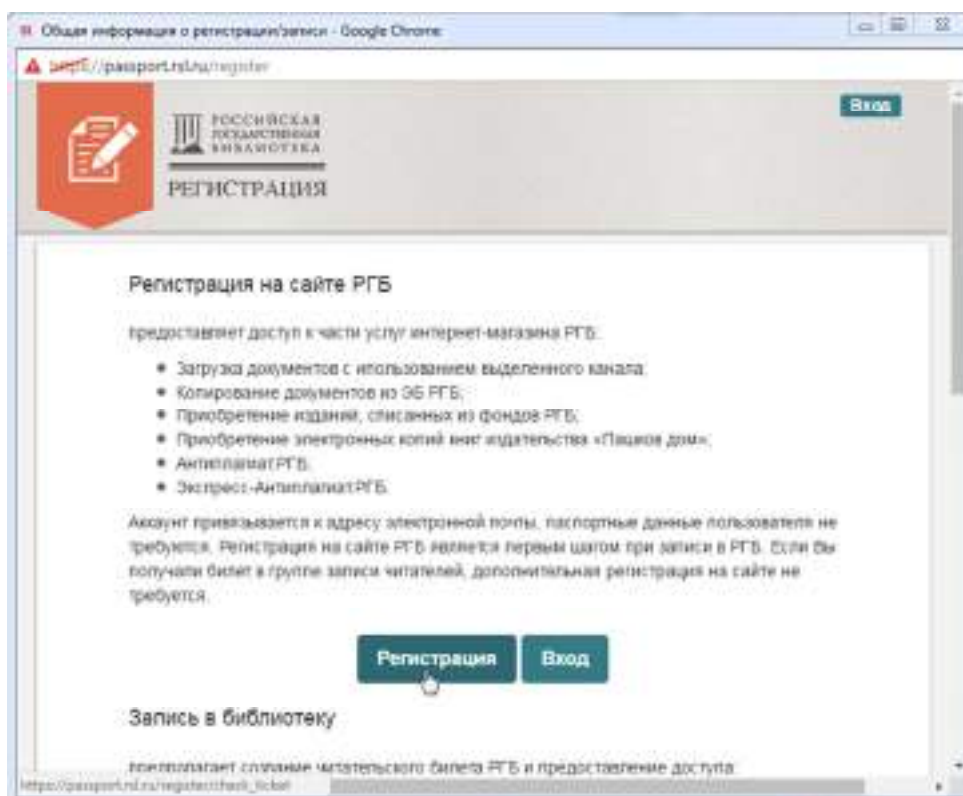 Общая информация о регистрации/записи - Google Chrome
https://passport.rsl.ru/register
РОССИЙСКАЯ
ГОСУДАРСТВЕННАЯ
БИБЛИОТЕКА
РЕГИСТРАЦИЯ
Вход
Регистрация на сайте РГБ
предоставляет доступ к части услуг интернет-магазина РГБ:
Загрузка документов с ипользованием выделенного канала;
Копирование документов из ЭБ РГБ;
Приобретение изданий, списанных из фондов РГБ;
Приобретение электронных копий книг издательства «Пашков дом»;
Антиплагиат.РГБ;
Экспресс-Антиплагиат.РГБ.
Аккаунт привязывается к адресу электронной почты, паспортные данные пользователя не
требуются. Регистрация на сайте РГБ является первым шагом при записи в РГБ. Если Вы
получали билет в группе записи читателей, дополнительная регистрация на сайте не
требуется.
Регистрация Вход
Запись в библиотеку
предполагает создание читательского билета РГБ и предоставление доступа
https://passport.rsl.ru/register/check_ticket